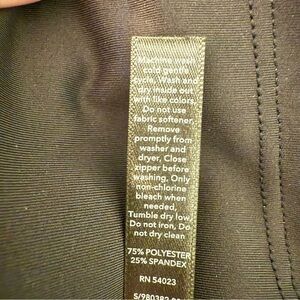 Machine wash
cold gentle
cycle, Wash and
dry inside out
with like colors,
Do not use
fabric softener,
Remove
promptly from
washer and
dryer, Close
zipper before
washing, Only
non-chlorine
bleach when
needed,
Tumble dry low,
Do not iron, Do
not dry clean
75% POLYESTER
25% SPANDEX
RN 54023